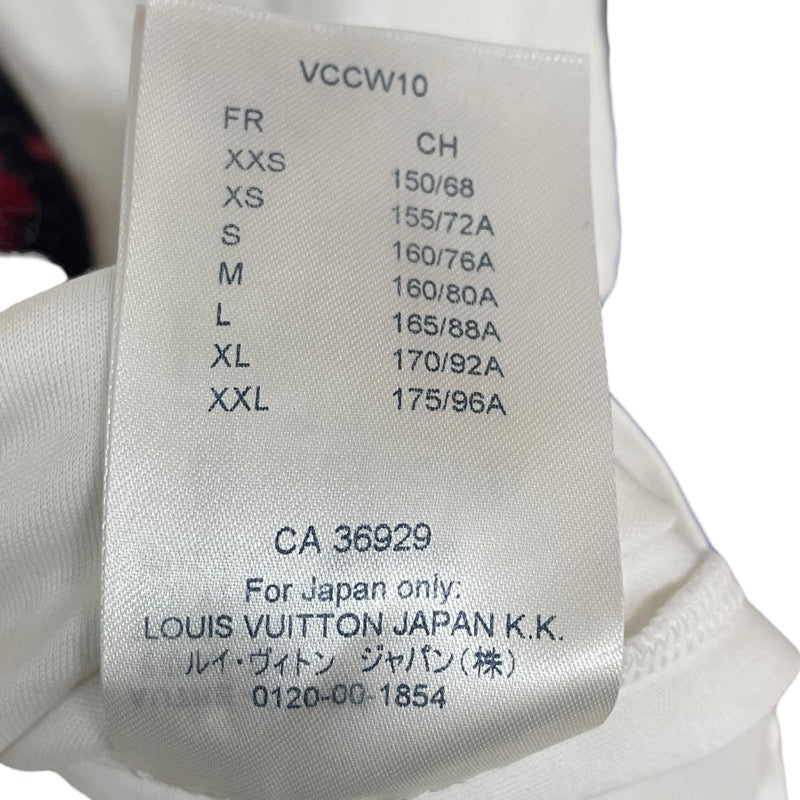 VCCW10
FR CH
XXS 150/68
XS 155/72A
S 160/76A
M 160/80A
L 165/88A
XL 170/92A
XXL 175/96A
CA 36929
For Japan only:
LOUIS VUITTON JAPAN K.K.
ルイ・ヴィトン ジャパン(株)
0120-00-1854